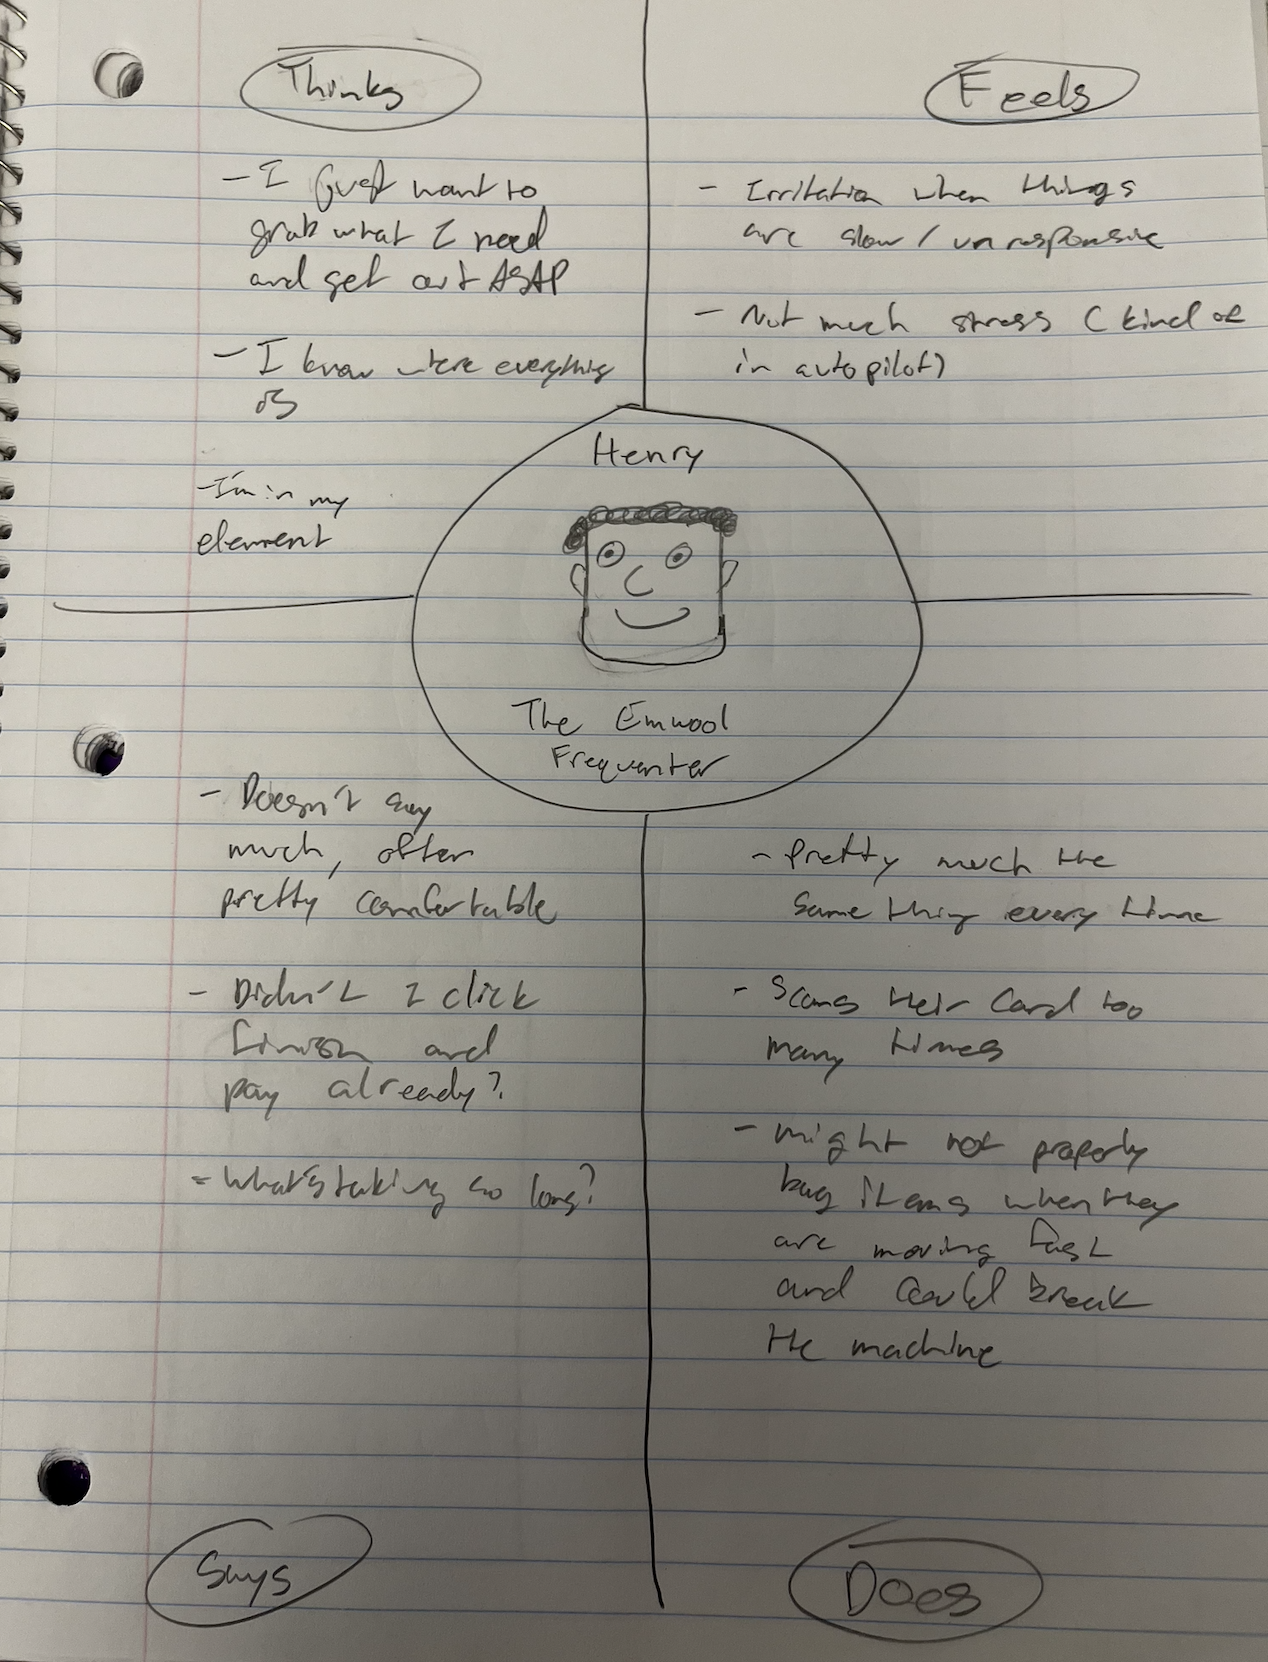 Thinks
- I just want to
grab what I need
and get out ASAP
- I know where everything
is
- I'm in my
element
Feels
- Irritation when things
are slow / unresponsive
- Not much stress (kind of
in autopilot)
Henry
The Emwool
Frequenter
- Doesn't say
much, often
pretty comfortable
- Didn't I click
finish and
pay already?
- What's taking so long?
Says
- Pretty much the
same thing every time
- Scans their card too
many times
- might not properly
bag items when they
are moving fast
and could break
the machine
Does